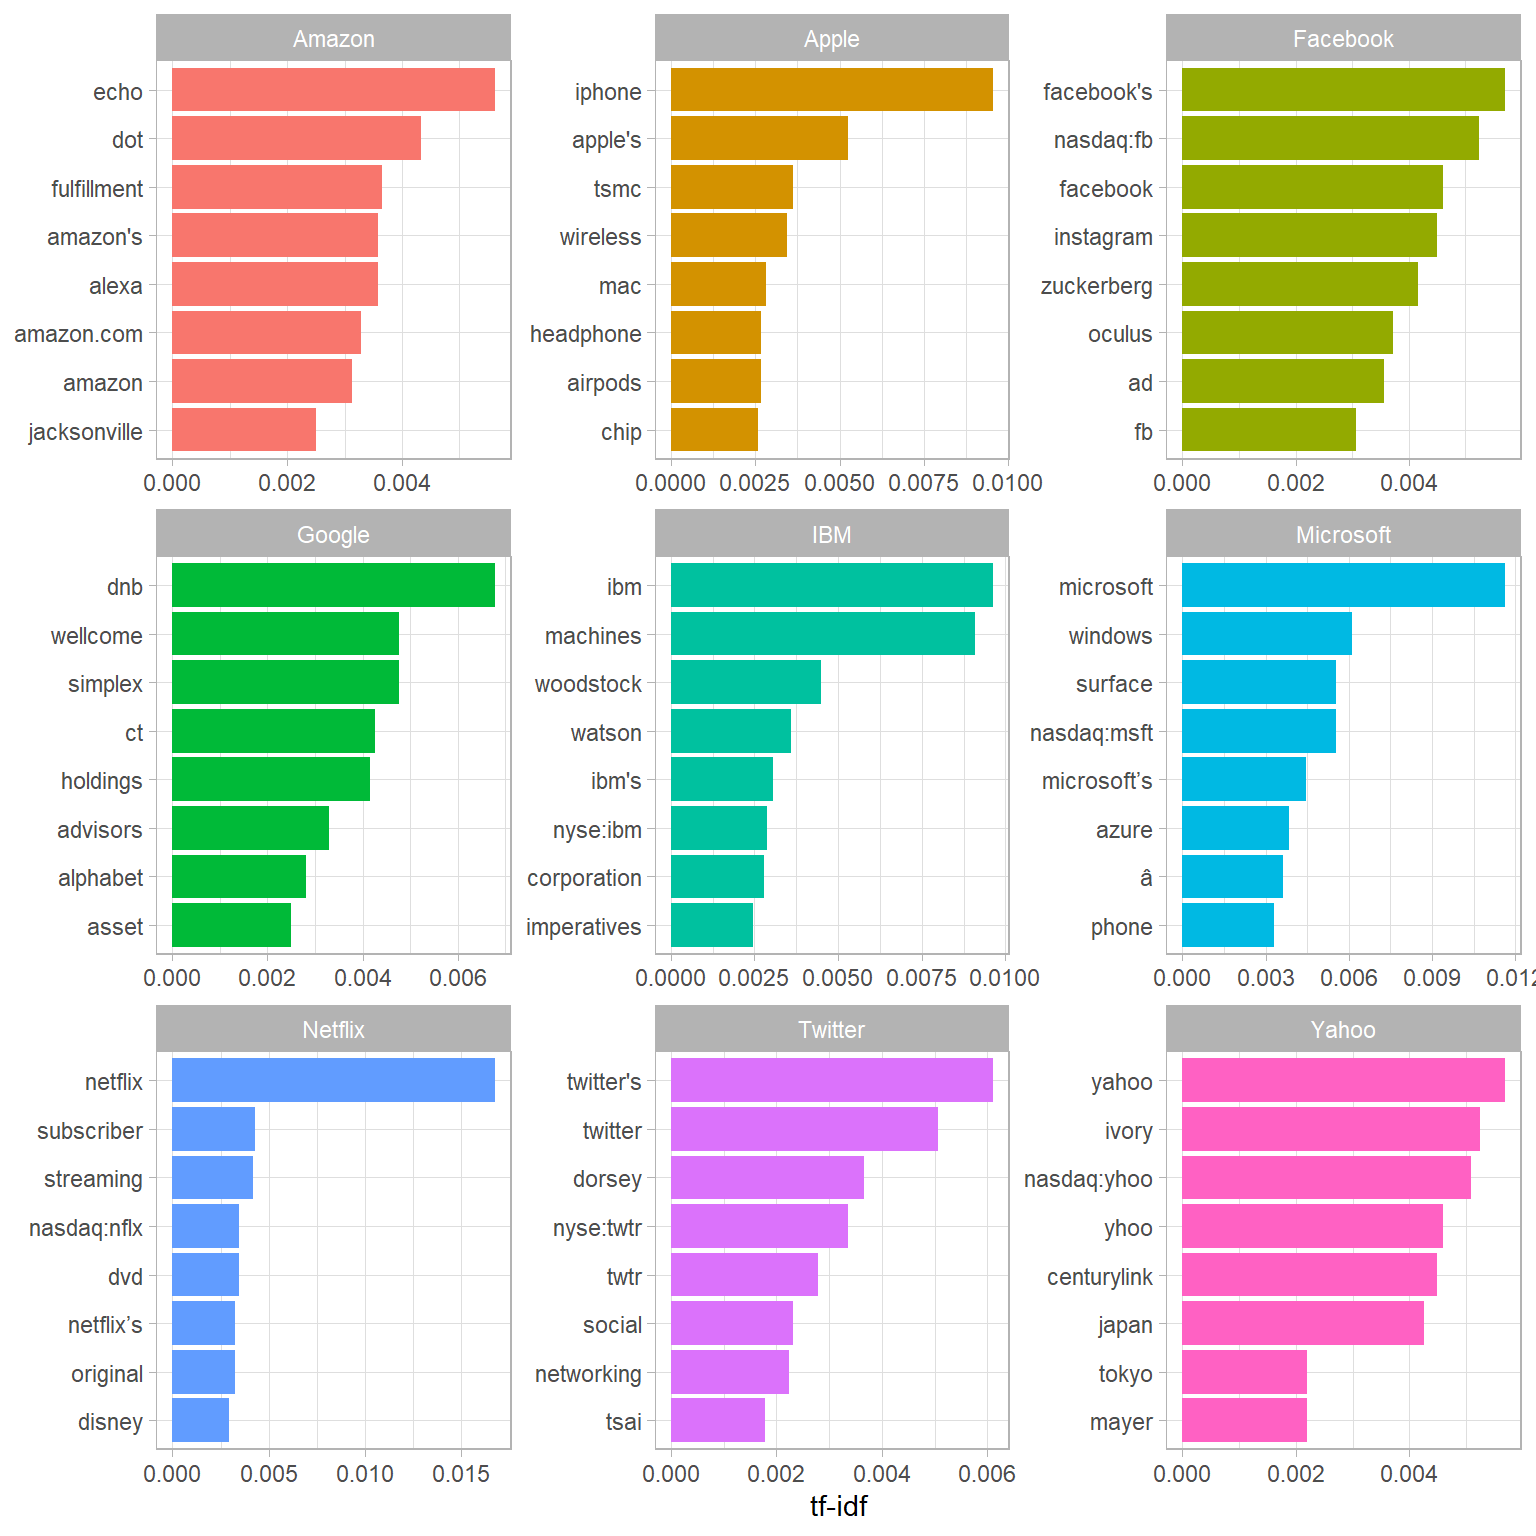 Amazon
echo
dot
fulfillment
amazon's
alexa
amazon.com
amazon
jacksonville
0.000 0.002 0.004
Apple
iphone
apple's
tsmc
wireless
mac
headphone
airpods
chip
0.0000 0.0025 0.0050 0.0075 0.0100
Facebook
facebook's
nasdaq:fb
facebook
instagram
zuckerberg
oculus
ad
fb
0.000 0.002 0.004
Google
dnb
wellcome
simplex
ct
holdings
advisors
alphabet
asset
0.000 0.002 0.004 0.006
IBM
ibm
machines
woodstock
watson
ibm's
nyse:ibm
corporation
imperatives
0.0000 0.0025 0.0050 0.0075 0.0100
Microsoft
microsoft
windows
surface
nasdaq:msft
microsoft’s
azure
â
phone
0.000 0.003 0.006 0.009 0.012
Netflix
netflix
subscriber
streaming
nasdaq:nflx
dvd
netflix’s
original
disney
0.000 0.005 0.010 0.015
Twitter
twitter's
twitter
dorsey
nyse:twtr
twtr
social
networking
tsai
0.000 0.002 0.004 0.006
Yahoo
yahoo
ivory
nasdaq:yhoo
yhoo
centurylink
japan
tokyo
mayer
0.000 0.002 0.004
tf-idf